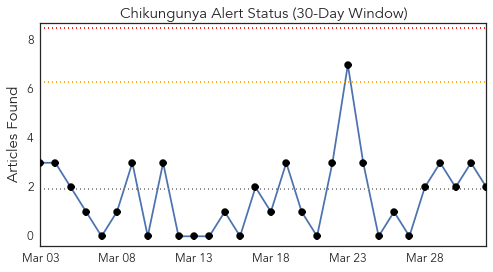 Chikungunya Alert Status (30-Day Window)
Articles Found
8
6
4
2
0
Mar 03 Mar 08 Mar 13 Mar 18 Mar 23 Mar 28